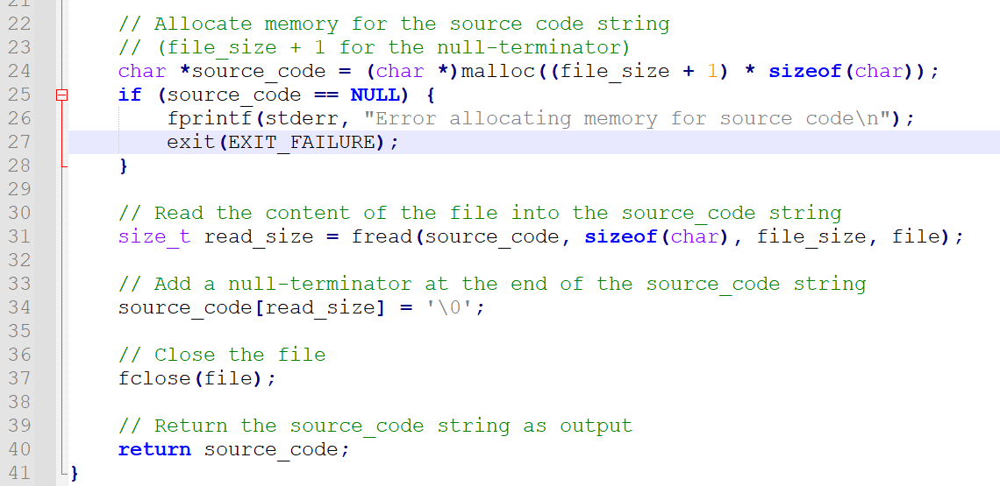 21
22 // Allocate memory for the source code string
23 // (file_size + 1 for the null-terminator)
24 char *source_code = (char *)malloc((file_size + 1) * sizeof(char));
25 if (source_code == NULL) {
26 fprintf(stderr, "Error allocating memory for source code\n");
27 exit(EXIT_FAILURE);
28 }
29
30 // Read the content of the file into the source_code string
31 size_t read_size = fread(source_code, sizeof(char), file_size, file);
32
33 // Add a null-terminator at the end of the source_code string
34 source_code[read_size] = '\0';
35
36 // Close the file
37 fclose(file);
38
39 // Return the source_code string as output
40 return source_code;
41 }